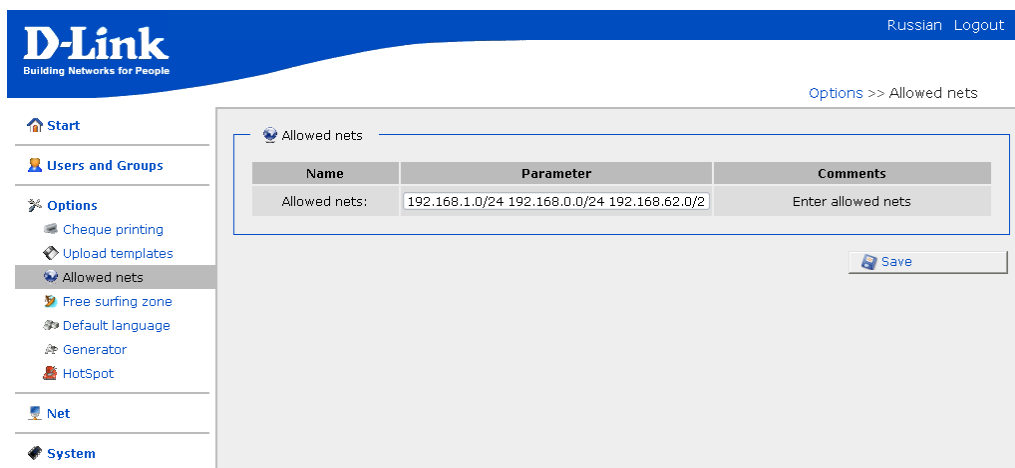 Russian Logout
D-Link
Building Networks for People
Options >> Allowed nets
Start
Users and Groups
Options
Cheque printing
Upload templates
Allowed nets
Free surfing zone
Default language
Generator
HotSpot
Net
System
Allowed nets
Name Parameter Comments
Allowed nets: 192.168.1.0/24 192.168.0.0/24 192.168.62.0/2 Enter allowed nets
Save